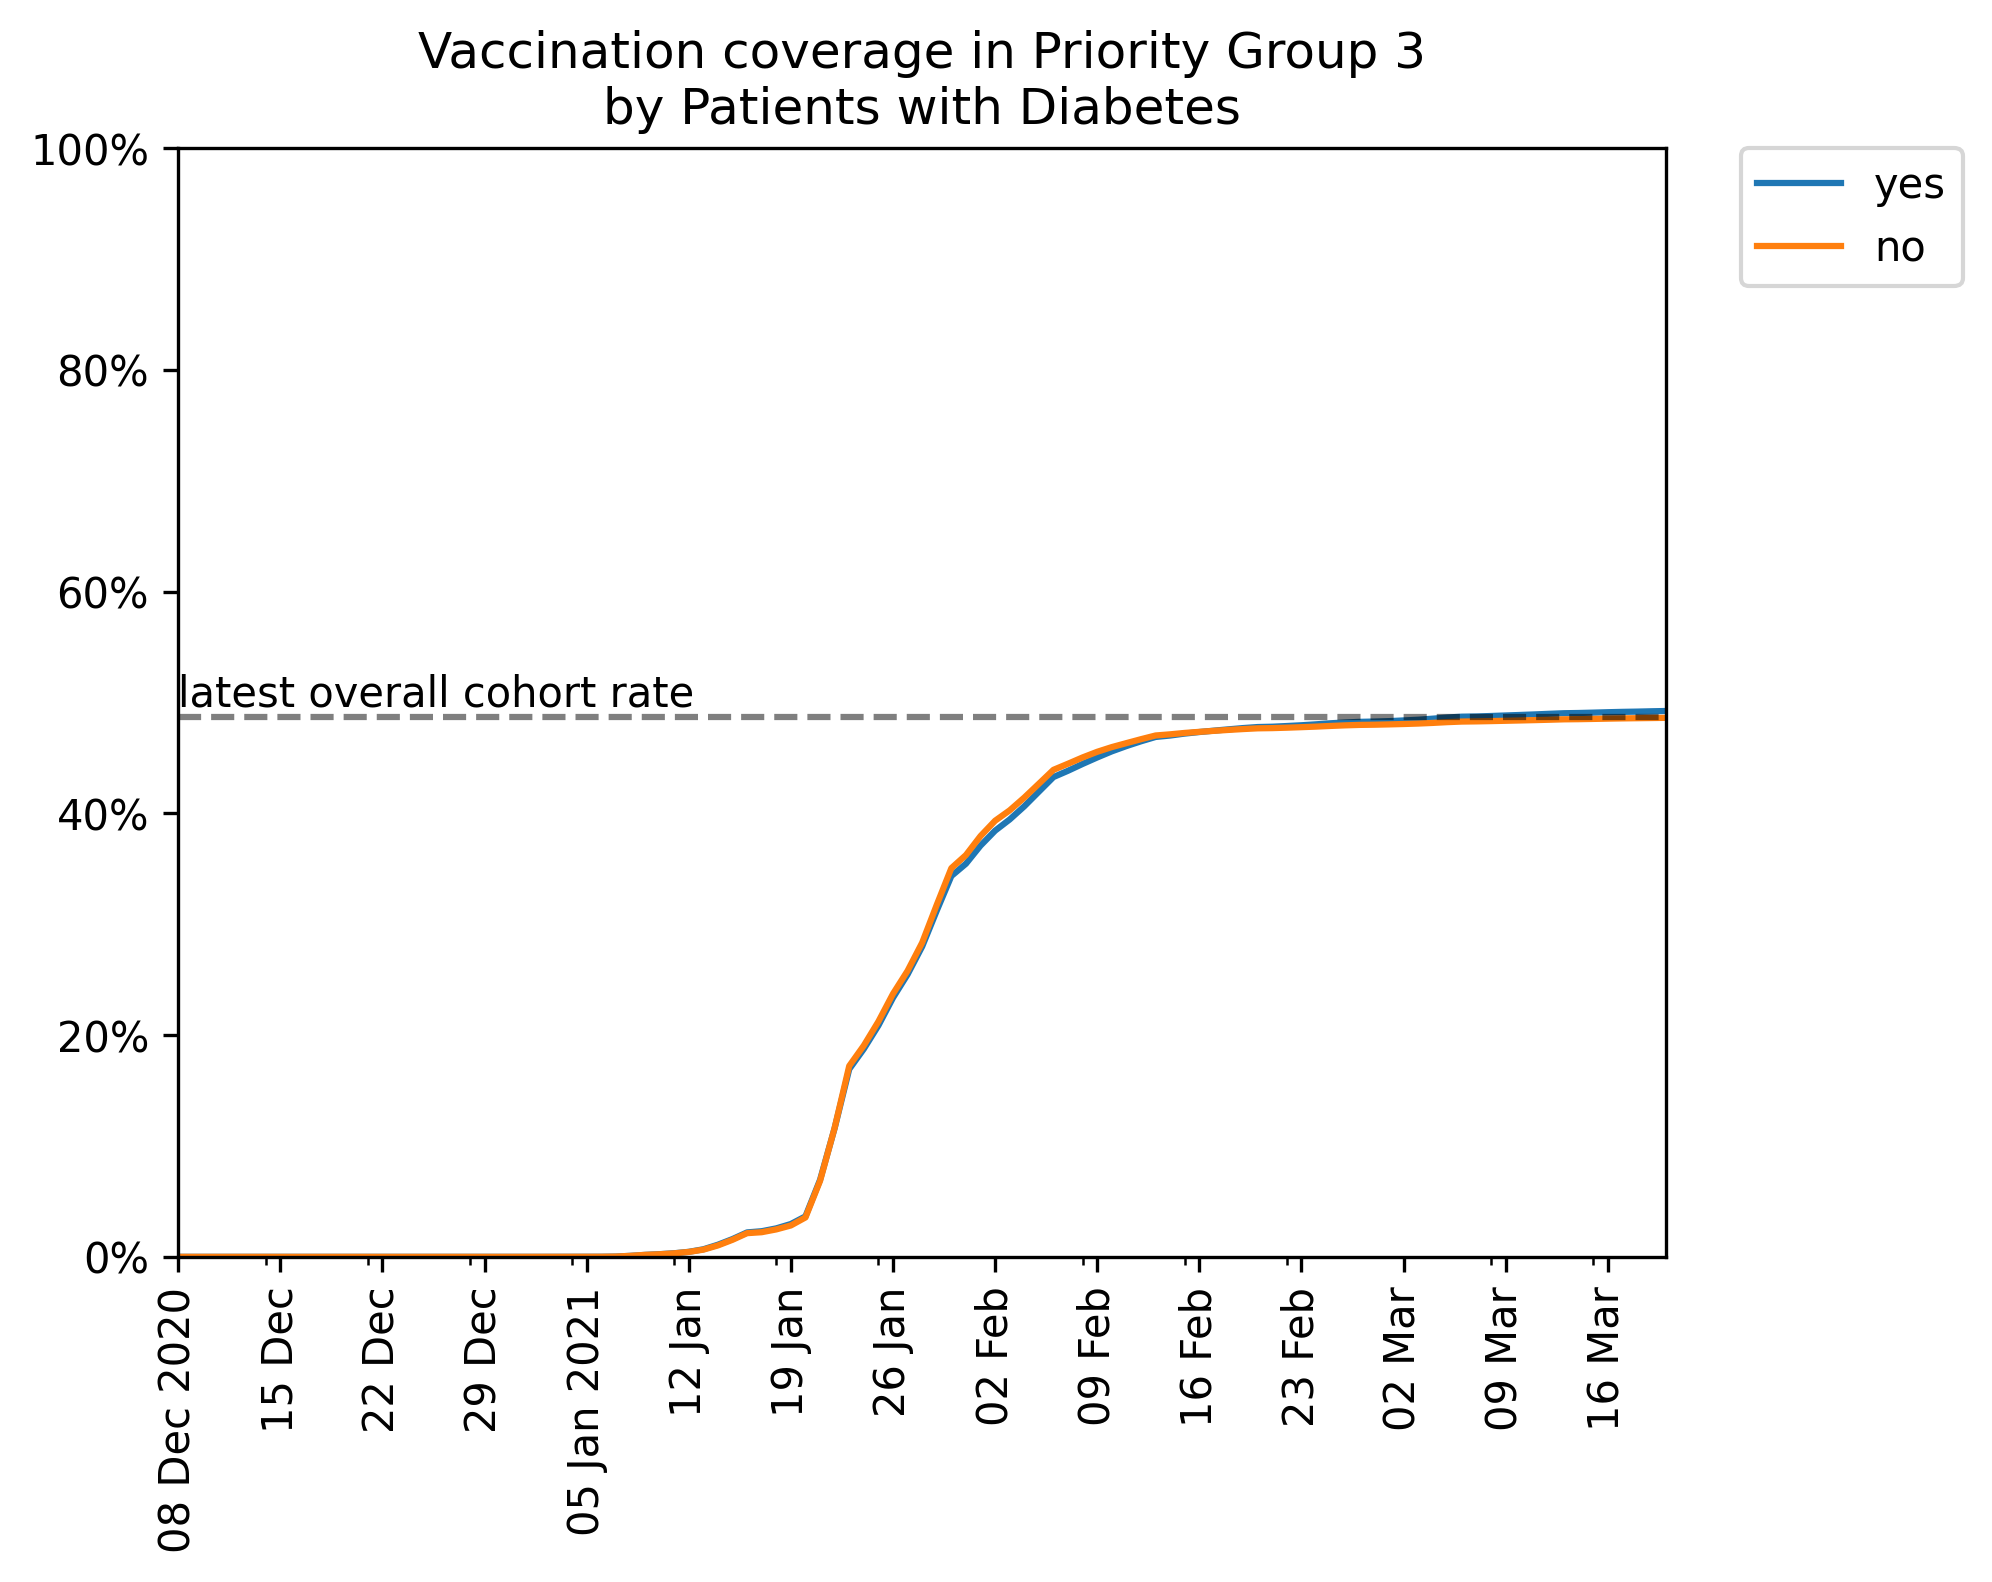 Vaccination coverage in Priority Group 3
by Patients with Diabetes
100%
80%
60%
40%
20%
0%
latest overall cohort rate
yes
no
08 Dec 2020
15 Dec
22 Dec
29 Dec
05 Jan 2021
12 Jan
19 Jan
26 Jan
02 Feb
09 Feb
16 Feb
23 Feb
02 Mar
09 Mar
16 Mar